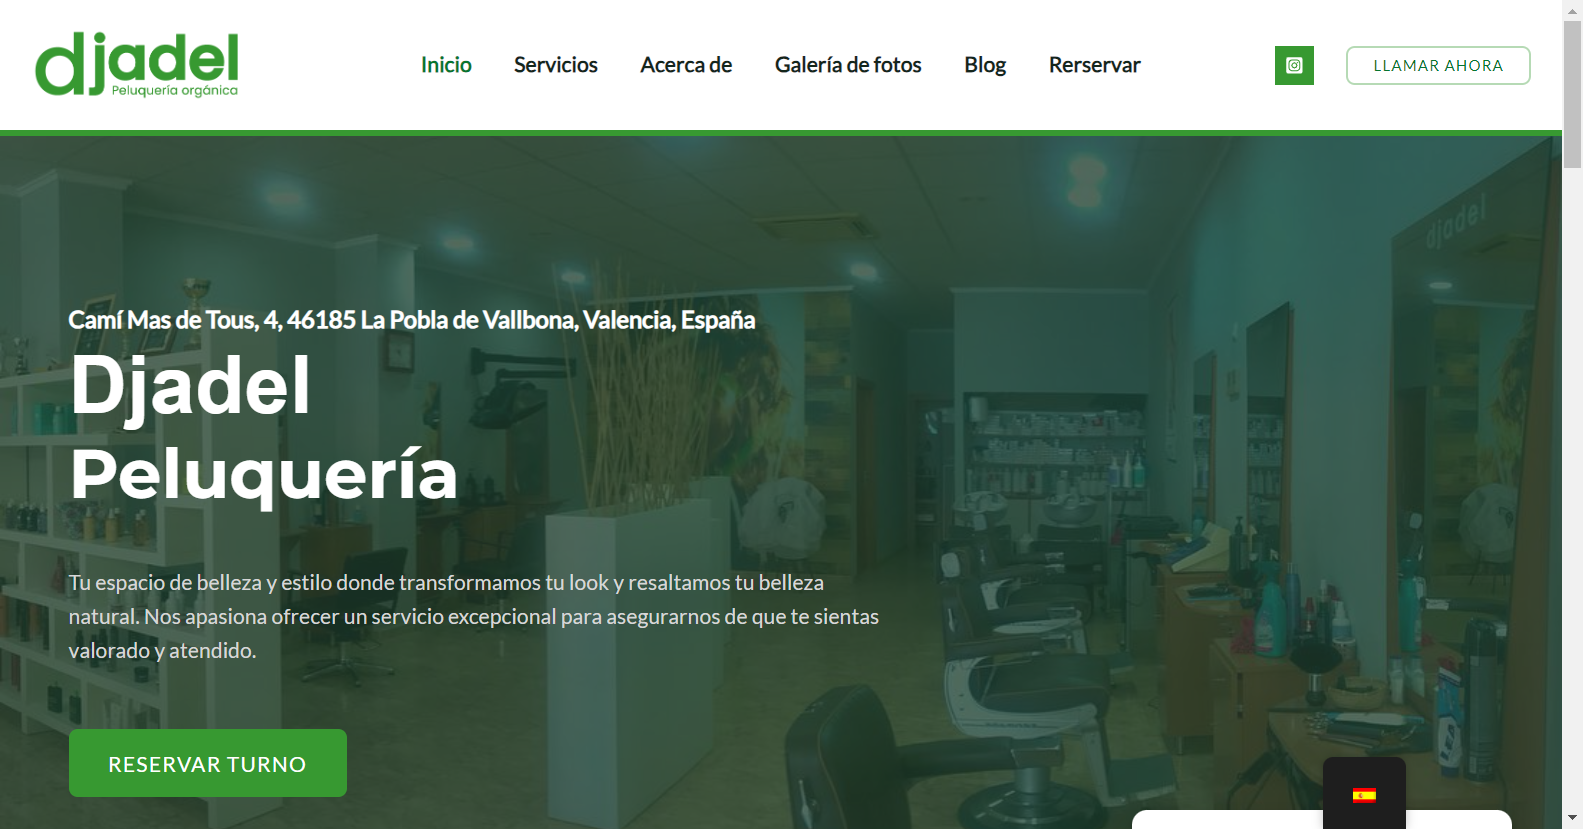 djadel
Peluquería orgánica
Inicio
Servicios
Acerca de
Galería de fotos
Blog
Rerservar
LLAMAR AHORA
djadel
Camí Mas de Tous, 4, 46185 La Pobla de Vallbona, Valencia, España
Djadel
Peluquería
Tu espacio de belleza y estilo donde transformamos tu look y resaltamos tu belleza
natural. Nos apasiona ofrecer un servicio excepcional para asegurarnos de que te sientas
valorado y atendido.
RESERVAR TURNO